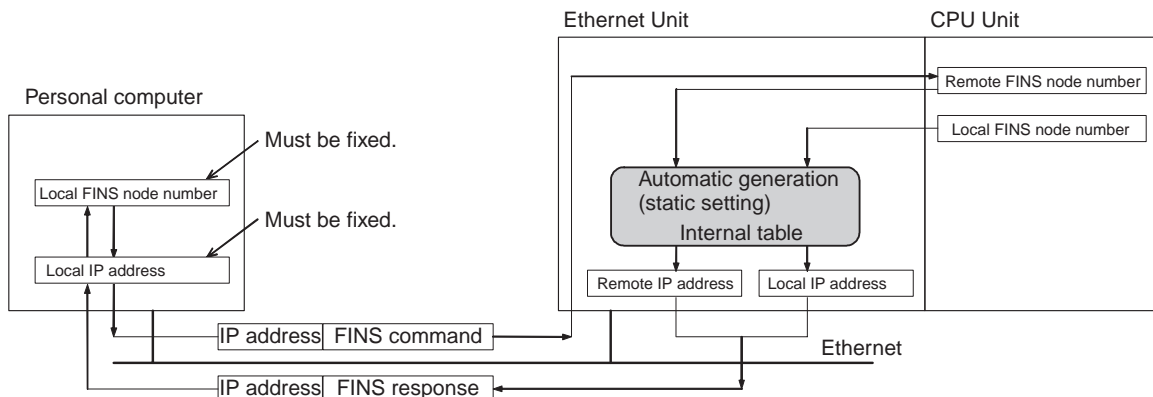 Ethernet Unit
CPU Unit
Remote FINS node number
Personal computer
Local FINS node number
Must be fixed.
Local FINS node number
Automatic generation
(static setting)
Internal table
Must be fixed.
Local IP address
Remote IP address
Local IP address
IP address FINS command
Ethernet
IP address FINS response